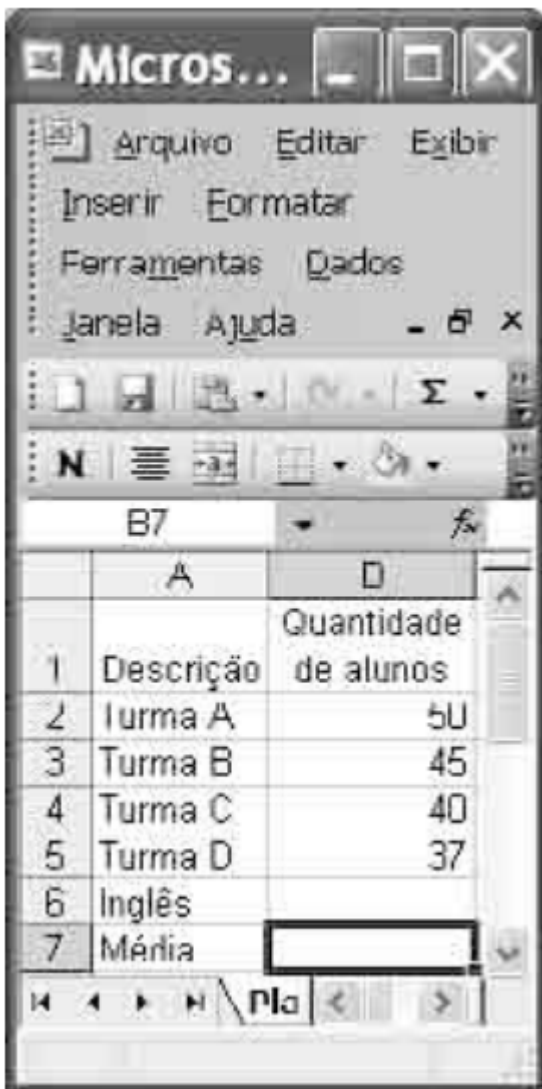 Micros...
Arquivo Editar Exibir
Inserir Formatar
Ferramentas Dados
Janela Ajuda
Σ
N a
B7 fx
A D
Quantidade
1 Descrição de alunos
2 Turma A 50
3 Turma B 45
4 Turma C 40
5 Turma D 37
6 Inglês
7 Média
Pla